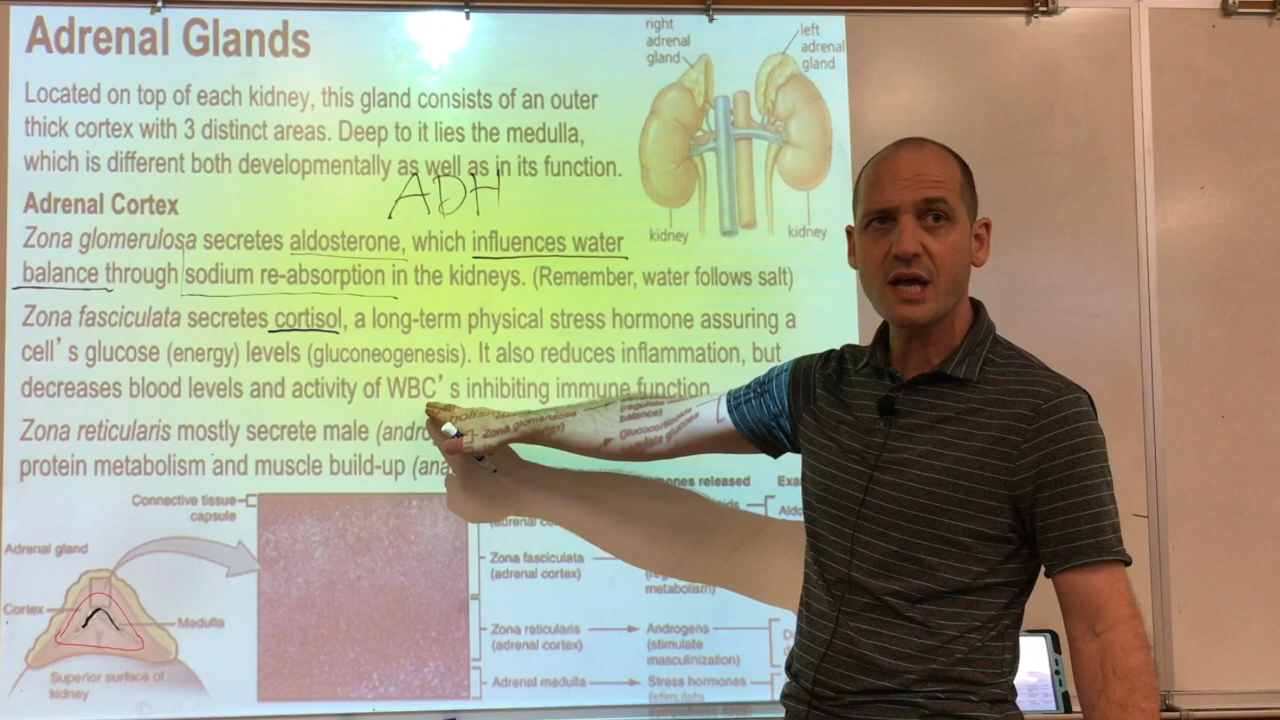 Adrenal Glands
Located on top of each kidney, this gland consists of an outer
thick cortex with 3 distinct areas. Deep to it lies the medulla,
which is different both developmentally as well as in its function.
ADH
Adrenal Cortex
Zona glomerulosa secretes aldosterone, which influences water
balance through sodium re-absorption in the kidneys. (Remember, water follows salt)
Zona fasciculata secretes cortisol, a long-term physical stress hormone assuring a
cell's glucose (energy) levels (gluconeogenesis). It also reduces inflammation, but
decreases blood levels and activity of WBC's inhibiting immune function
Zona reticularis mostly secrete male
protein metabolism and muscle build-up
right
adrenal
gland
left
adrenal
gland
kidney
kidney
Connective tissue
capsule
Adrenal gland
Cortex
Medulla
Superior surface of
kidney
Zona glomerulosa
balance)
Glucocorticoids
released
Zona fasciculata
(adrenal cortex)
metabolism)
Zona reticularis
(adrenal cortex)
Androgens
(stimulate
masculinization)
Adrenal medulla
Stress hormones